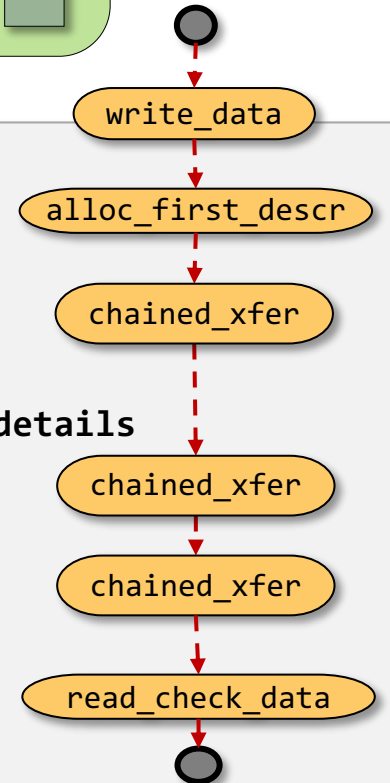 write_data
alloc_first_descr
chained_xfer
details
chained_xfer
chained_xfer
read_check_data